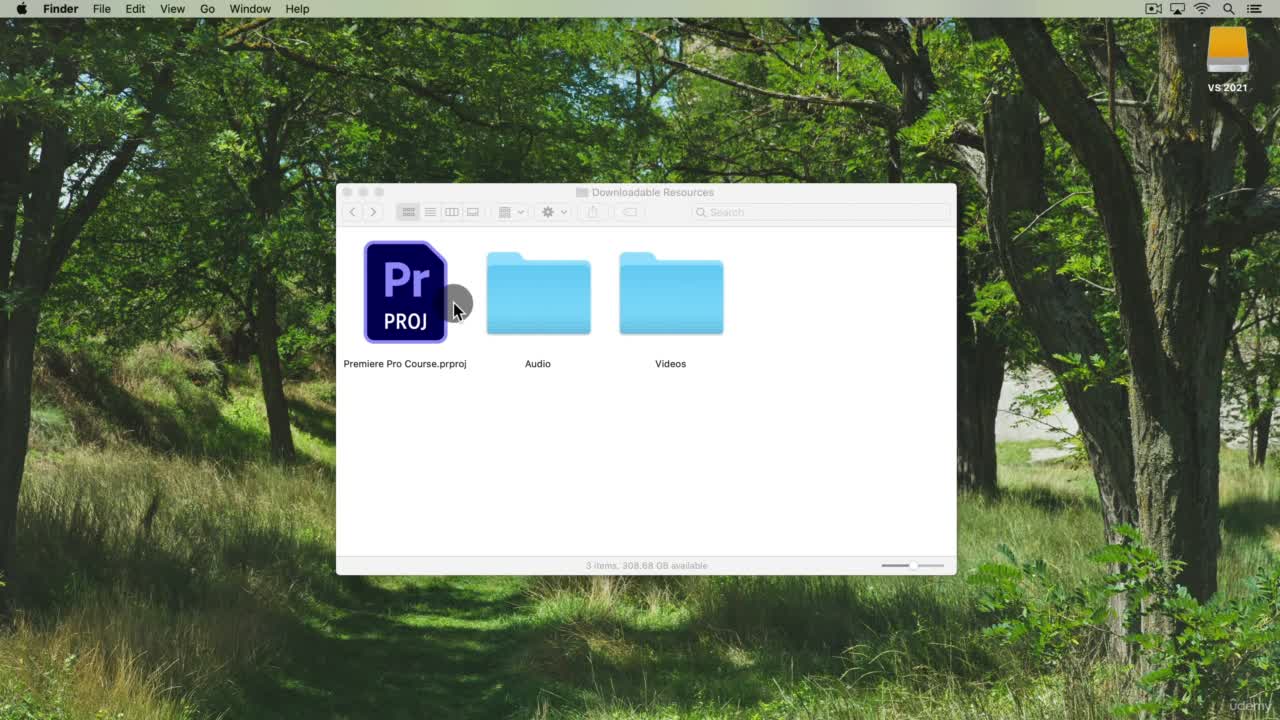 Finder File Edit View Go Window Help
VS 2021
Downloadable Resources
Search
Pr
PROJ
Premiere Pro Course.prproj
Audio
Videos
3 items, 308.68 GB available
ûdemy